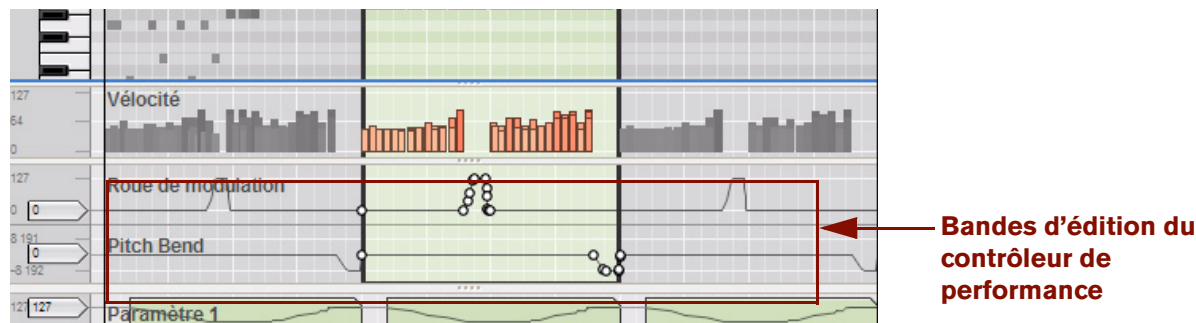 127
Vélocité
64
0
127
Roue de modulation
0 0
8 191
Pitch Bend
0
-8 192
127 127
Paramètre 1
Bandes d’édition du
contrôleur de
performance